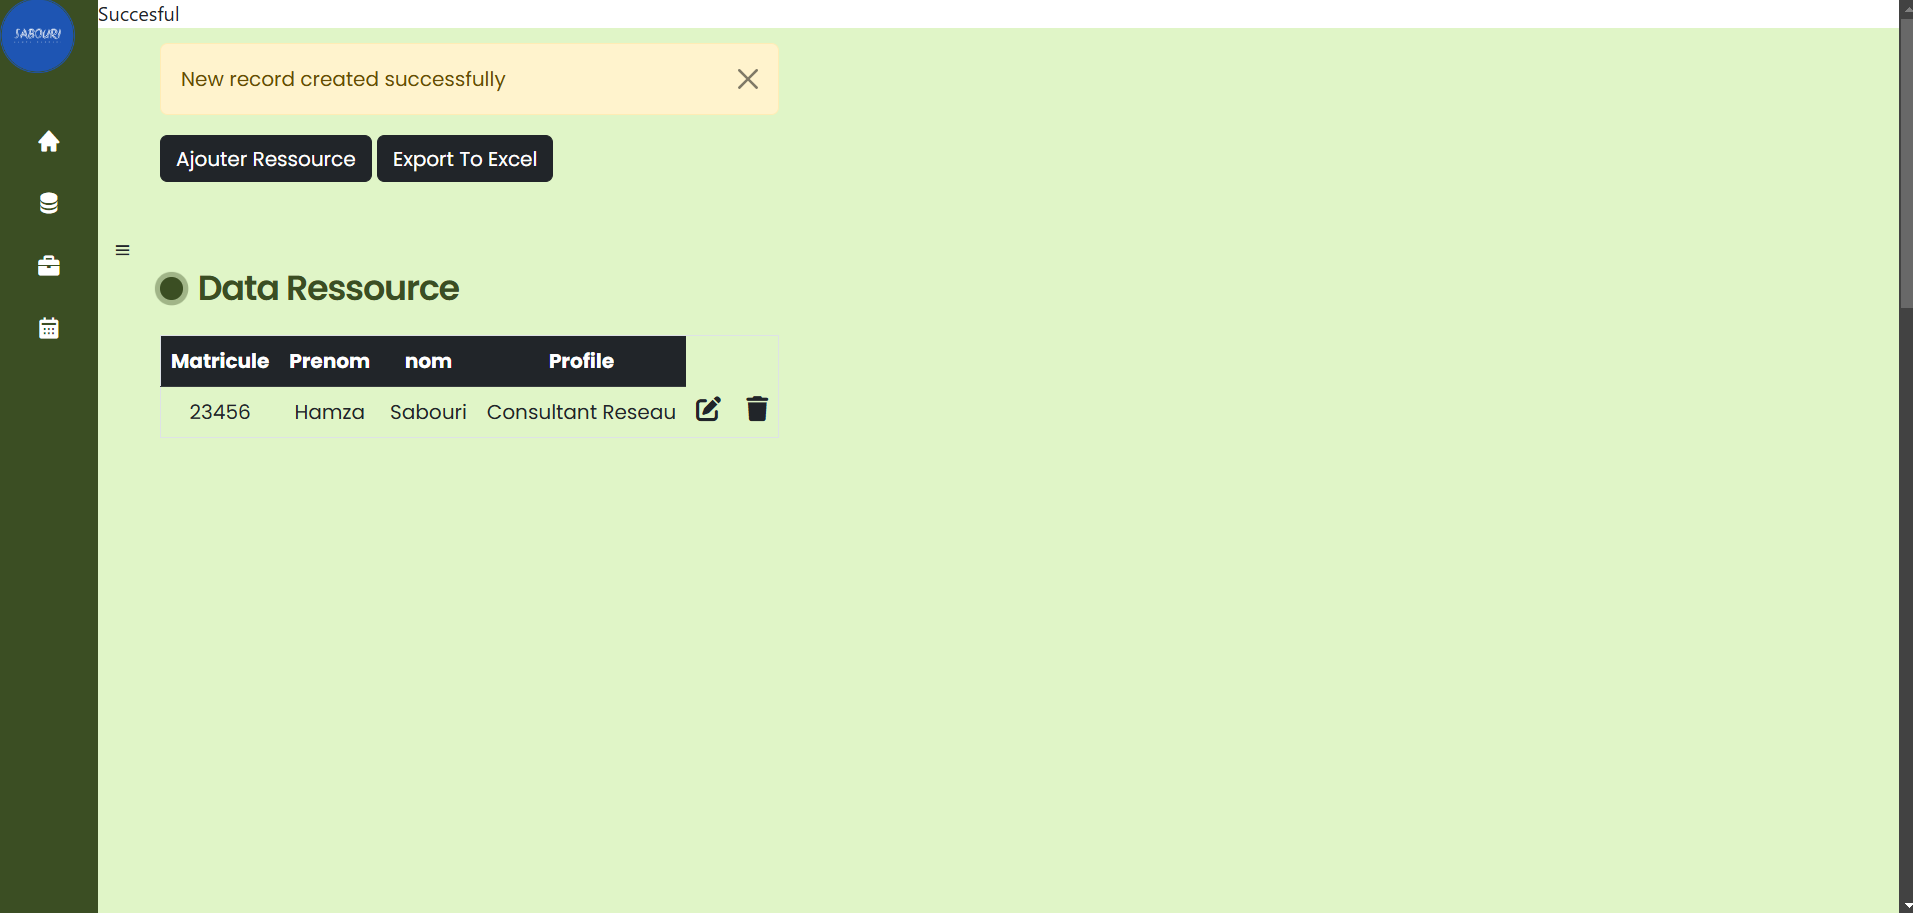 Succesful
SABOURI
New record created successfully
Ajouter Ressource Export To Excel
Data Ressource
Matricule Prenom nom Profile
23456 Hamza Sabouri Consultant Reseau